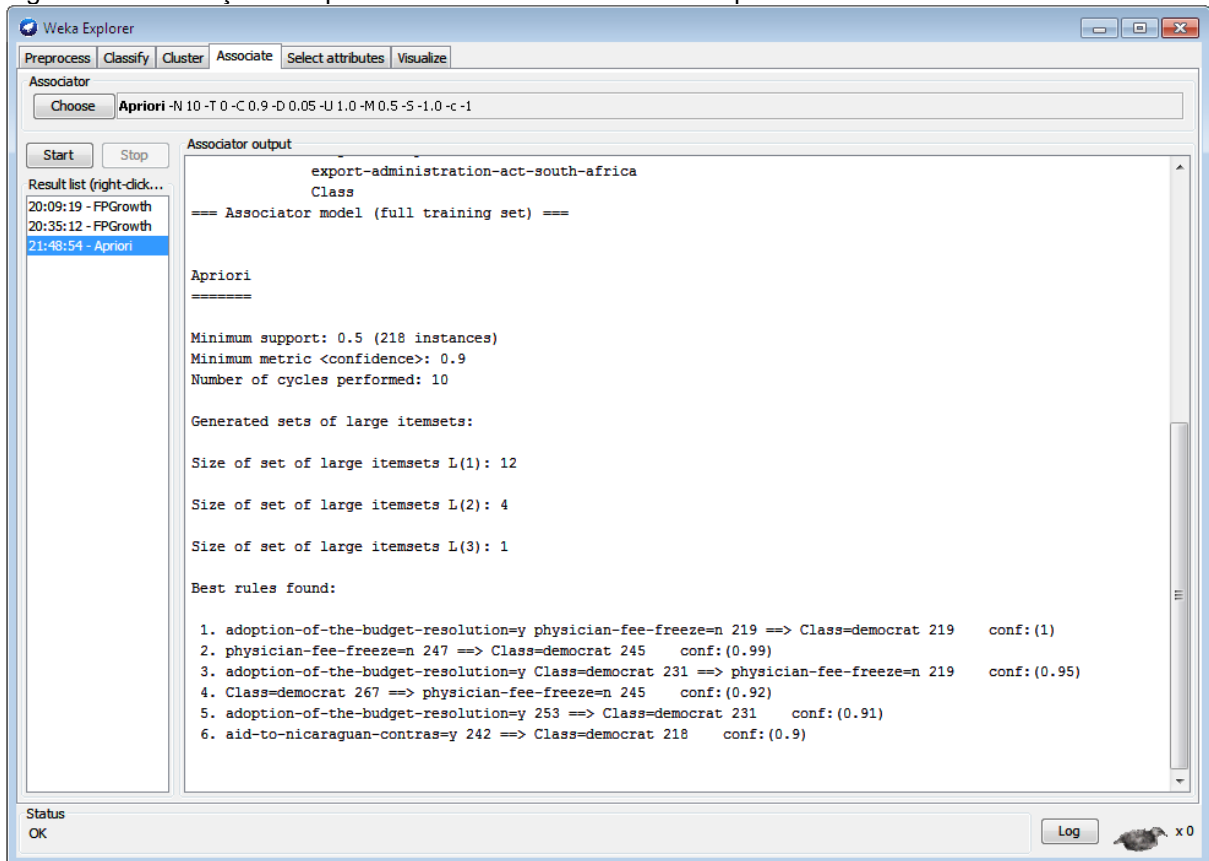 Weka Explorer
Preprocess Classify Cluster Associate Select attributes Visualize
Associator
Choose Apriori -N 10 -T 0 -C 0.9 -D 0.05 -U 1.0 -M 0.5 -S -1.0 -c -1
Start Stop
Result list (right-click...
20:09:19 - FPGrowth
20:35:12 - FPGrowth
21:48:54 - Apriori
Associator output
export-administration-act-south-africa
Class
=== Associator model (full training set) ===
Apriori
=======
Minimum support: 0.5 (218 instances)
Minimum metric <confidence>: 0.9
Number of cycles performed: 10
Generated sets of large itemsets:
Size of set of large itemsets L(1): 12
Size of set of large itemsets L(2): 4
Size of set of large itemsets L(3): 1
Best rules found:
1. adoption-of-the-budget-resolution=y physician-fee-freeze=n 219 ==> Class=democrat 219 conf:(1)
2. physician-fee-freeze=n 247 ==> Class=democrat 245 conf:(0.99)
3. adoption-of-the-budget-resolution=y Class=democrat 231 ==> physician-fee-freeze=n 219 conf:(0.95)
4. Class=democrat 267 ==> physician-fee-freeze=n 245 conf:(0.92)
5. adoption-of-the-budget-resolution=y 253 ==> Class=democrat 231 conf:(0.91)
6. aid-to-nicaraguan-contras=y 242 ==> Class=democrat 218 conf:(0.9)
Status
OK
Log x 0